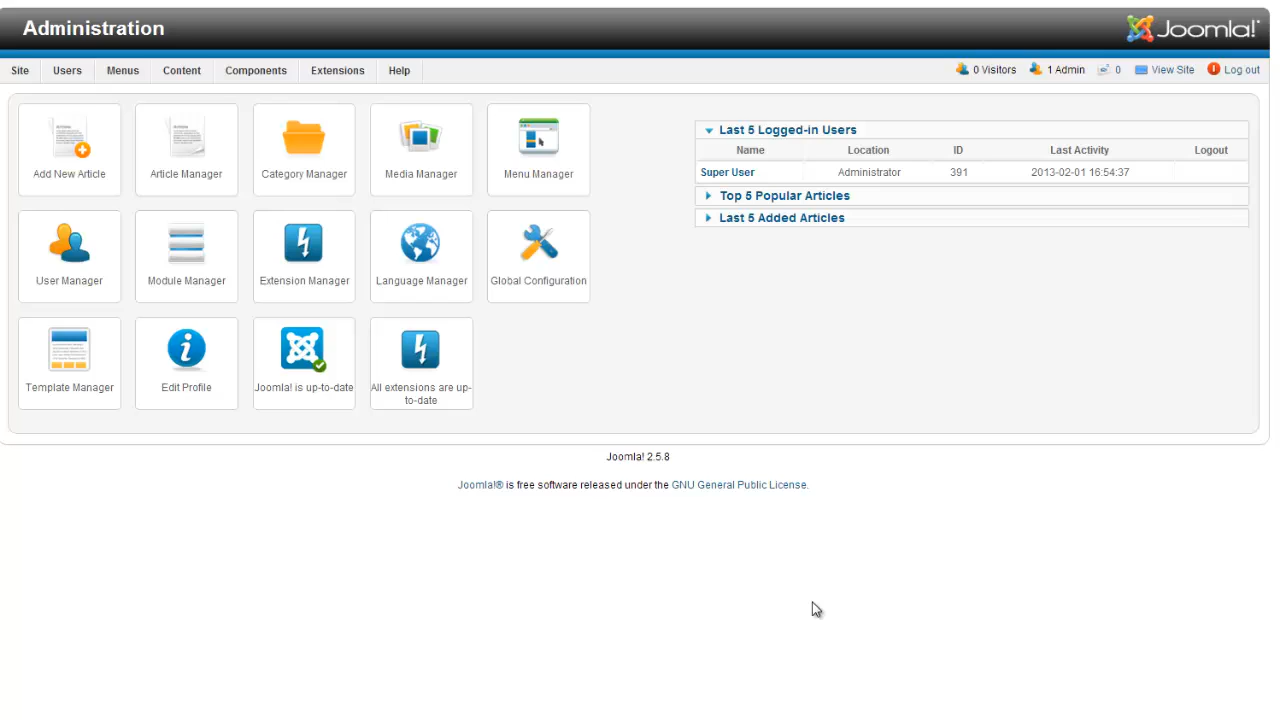 Administration
Joomla!
Site Users Menus Content Components Extensions Help
0 Visitors 1 Admin 0 View Site Log out
Add New Article
Article Manager
Category Manager
Media Manager
Menu Manager
User Manager
Module Manager
Extension Manager
Language Manager
Global Configuration
Template Manager
Edit Profile
Joomla! is up-to-date
All extensions are up-
to-date
Last 5 Logged-in Users
Name Location ID Last Activity Logout
Super User Administrator 391 2013-02-01 16:54:37
Top 5 Popular Articles
Last 5 Added Articles
Joomla! 2.5.8
Joomla!® is free software released under the GNU General Public License.